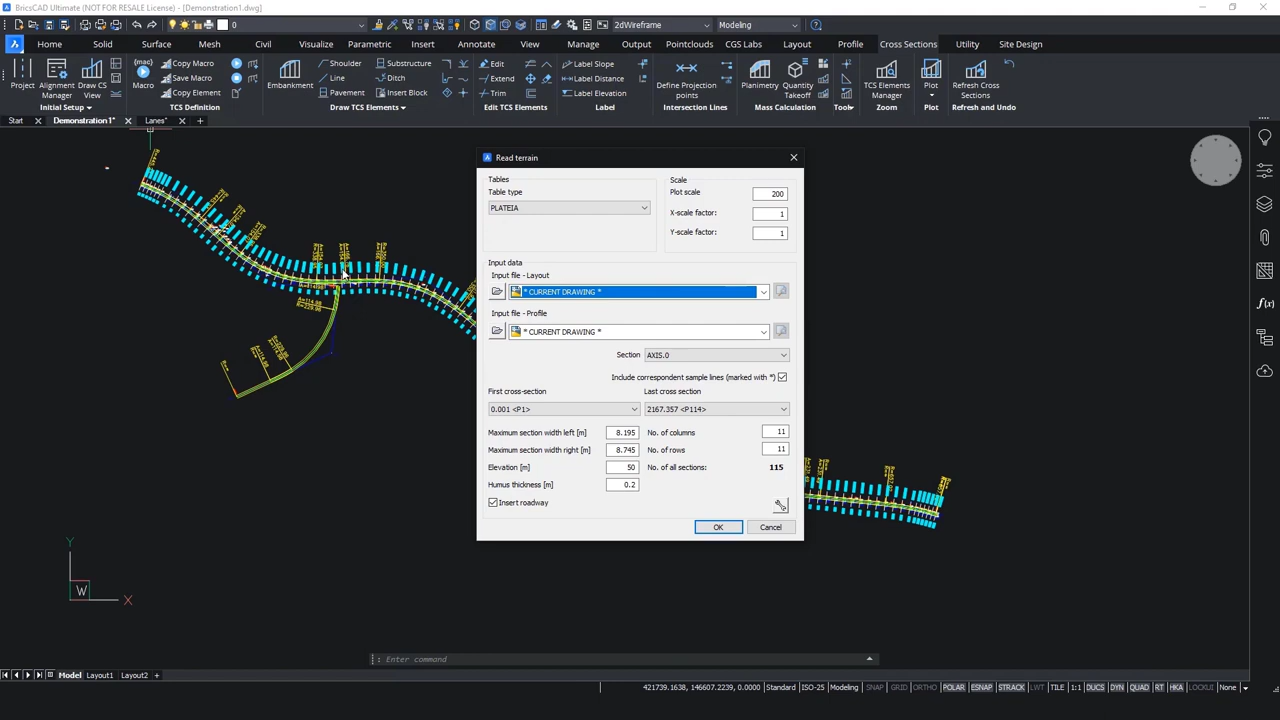 BricsCAD Ultimate (NOT FOR RESALE License) - [Demonstration1.dwg]
0 2dWireframe Modeling
Home Solid Surface Mesh Civil Visualize Parametric Insert Annotate View Manage Output Pointclouds CGS Labs Layout Profile Cross Sections Utility Site Design
Project Alignment Manager Draw CS View
(mac) Macro Copy Macro Save Macro Copy Element
Embankment Shoulder Line Pavement Substructure Ditch Insert Block
Edit Extend Trim
Label Slope Label Distance Label Elevation
Define Projection points
Planimetry Quantity Takeoff
TCS Elements Manager
Plot
Refresh Cross Sections
Initial Setup TCS Definition Draw TCS Elements Edit TCS Elements Label Intersection Lines Mass Calculation Tools Zoom Plot Refresh and Undo
Start Demonstration1* Lanes*
Read terrain
Tables
Table type
PLATEIA
Scale
Plot scale 200
X-scale factor: 1
Y-scale factor: 1
Input data
Input file - Layout
* CURRENT DRAWING *
Input file - Profile
* CURRENT DRAWING *
Section AXIS.0
Include correspondent sample lines (marked with *)
First cross-section Last cross section
0.001 <P1> 2167.357 <P114>
Maximum section width left [m] 8.195 No. of columns 11
Maximum section width right [m] 8.745 No. of rows 11
Elevation [m] 50 No. of all sections: 115
Humus thickness [m] 0.2
Insert roadway
OK Cancel
Y
W
X
: Enter command
Model Layout1 Layout2 +
421739.1638, 146607.2239, 0.0000 Standard ISO-25 Modeling SNAP GRID ORTHO POLAR ESNAP STRACK LWT TILE 1:1 DUCS DYN QUAD RT HKA LOCKUI None